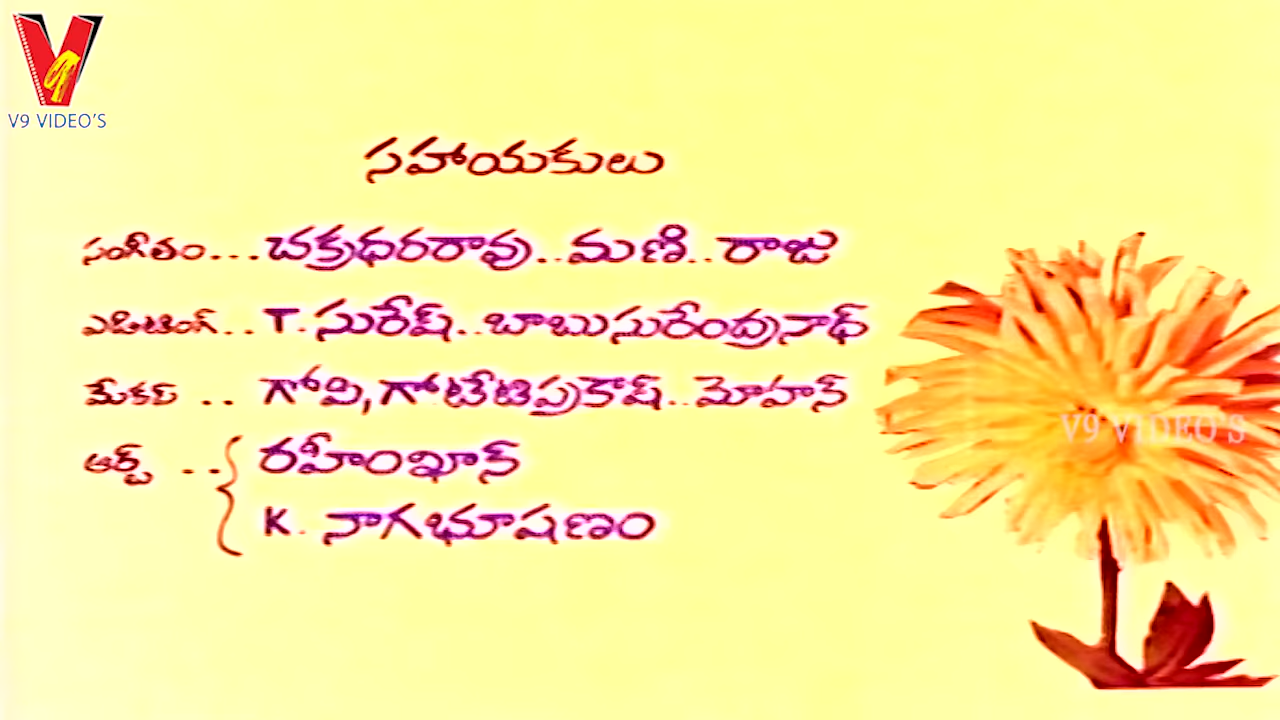 V9 VIDEO'S
సహాయకులు
సంగీతం...చక్రధరరావు..మణి..రాజు
ఎడిటింగ్..T.సురేష్..బాబుసురేంద్రనాథ్
మేకప్ .. గోపి,గోటేటిప్రకాష్..మోహన్
V9 VIDEO'S
ఆర్ట్ .. రహీంఖాన్
K. నాగభూషణం